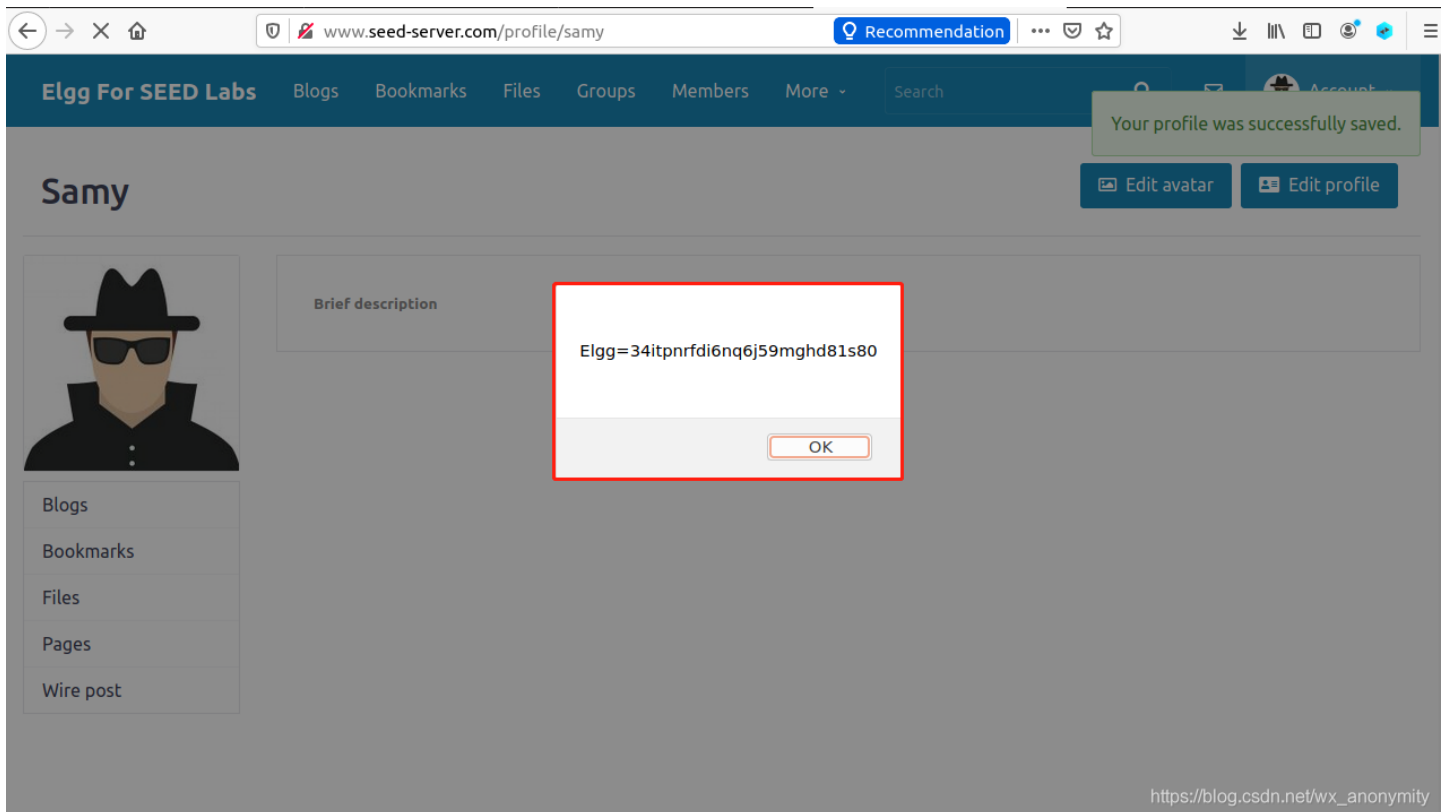 www.seed-server.com/profile/samy
Recommendation
Elgg For SEED Labs Blogs Bookmarks Files Groups Members More Search Account
Your profile was successfully saved.
Samy
Edit avatar Edit profile
Brief description
Elgg=34itpnrfdi6nq6j59mghd81s80
OK
Blogs
Bookmarks
Files
Pages
Wire post
https://blog.csdn.net/wx_anonymity